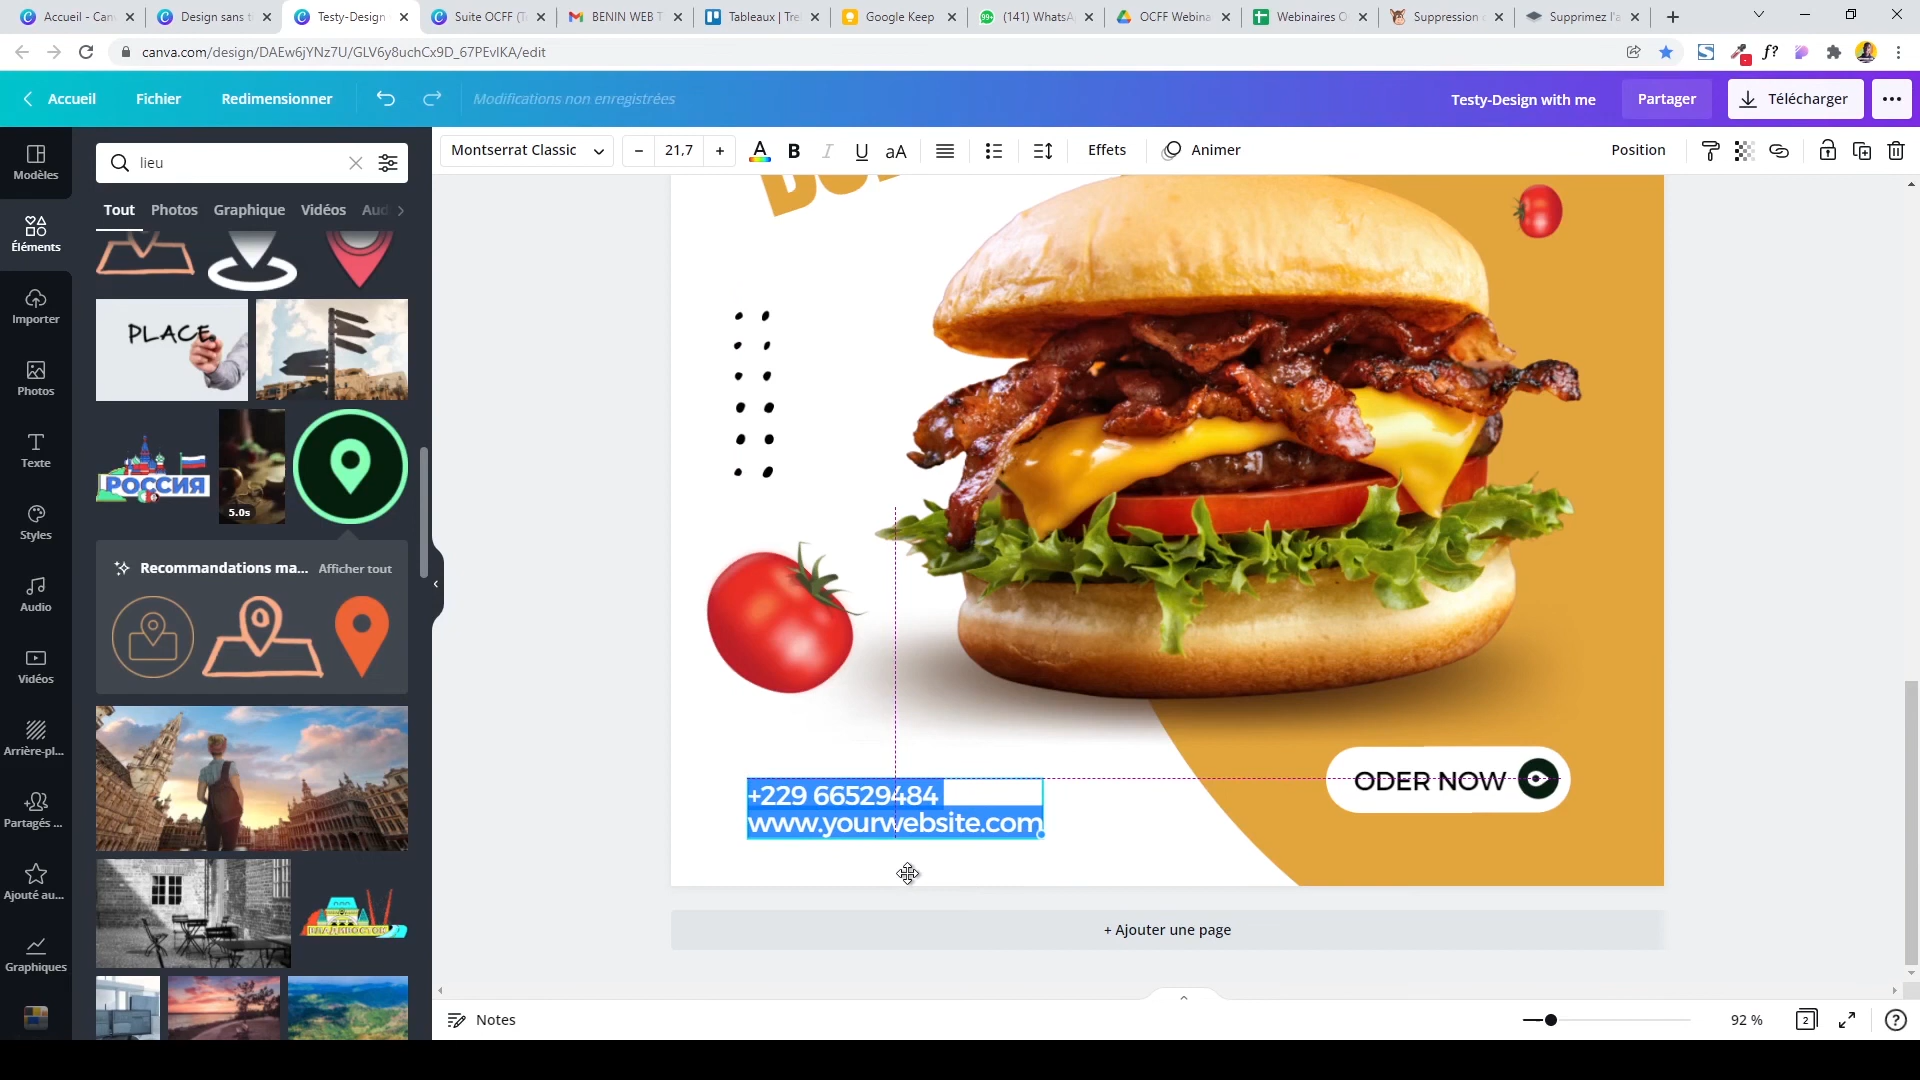 Accueil - Can
Design sans ti
Testy-Design
Suite OCFF (Tr
BENIN WEB T
Tableaux | Tre
Google Keep
(141) WhatsA
OCFF Webina
Webinaires O
Suppression d
Supprimez l'a
canva.com/design/DAEw6jYNz7U/GLV6y8uchCx9D_67PEvIKA/edit
f?
Accueil
Fichier
Redimensionner
Modifications non enregistrées
Testy-Design with me
Partager
Télécharger
Modèles
Éléments
Importer
Photos
Texte
Styles
Audio
Vidéos
Arrière-pl...
Partagés ...
Ajouté au...
Graphiques
lieu
Tout
Photos
Graphique
Vidéos
Aud
PLACE
РОССИЯ
5.0s
Recommandations ma...
Afficher tout
Montserrat Classic
21,7
B
I
U
aA
Effets
Animer
Position
+229 66529484
www.yourwebsite.com
ODER NOW
+ Ajouter une page
Notes
92 %
2